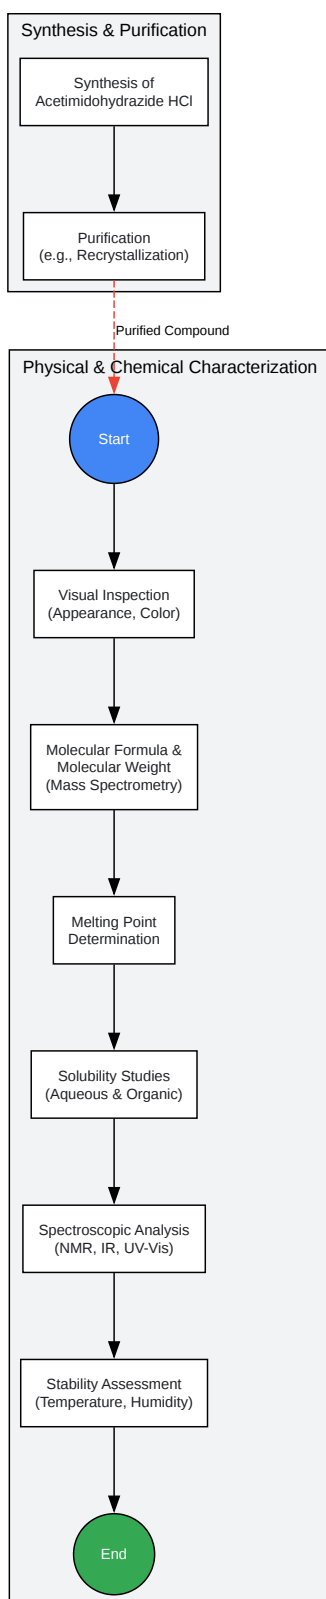 Synthesis & Purification
Synthesis of
Acetimidohydrazide HCl
Purification
(e.g., Recrystallization)
Purified Compound
Physical & Chemical Characterization
Start
Visual Inspection
(Appearance, Color)
Molecular Formula &
Molecular Weight
(Mass Spectrometry)
Melting Point
Determination
Solubility Studies
(Aqueous & Organic)
Spectroscopic Analysis
(NMR, IR, UV-Vis)
Stability Assessment
(Temperature, Humidity)
End